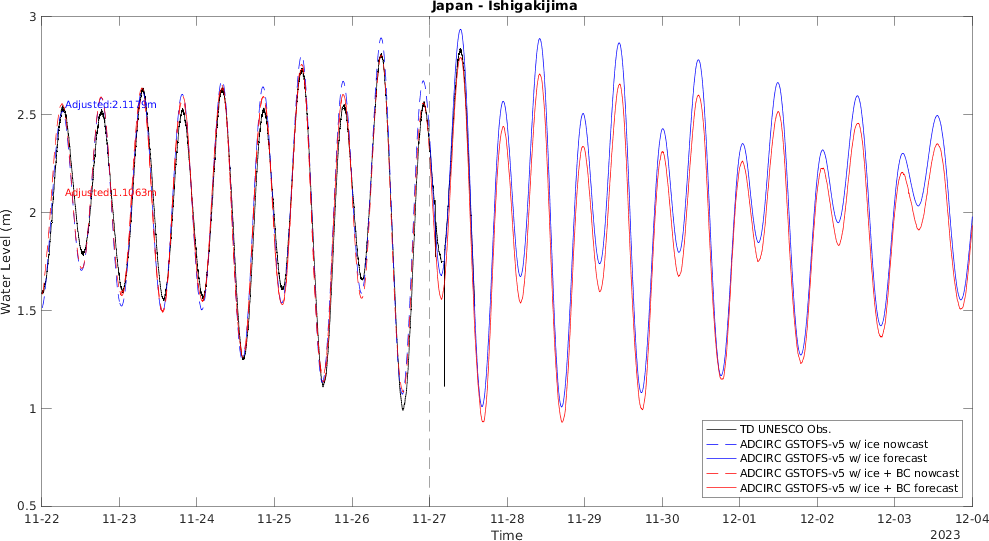 Japan - Ishigakijima
3
2.5
2
1.5
1
0.5
Water Level (m)
Adjusted:2.1179m
Adjusted:1.1063m
TD UNESCO Obs.
ADCIRC GSTOFS-v5 w/ ice nowcast
ADCIRC GSTOFS-v5 w/ ice forecast
ADCIRC GSTOFS-v5 w/ ice + BC nowcast
ADCIRC GSTOFS-v5 w/ ice + BC forecast
11-22 11-23 11-24 11-25 11-26 11-27 11-28 11-29 11-30 12-01 12-02 12-03 12-04
Time
2023